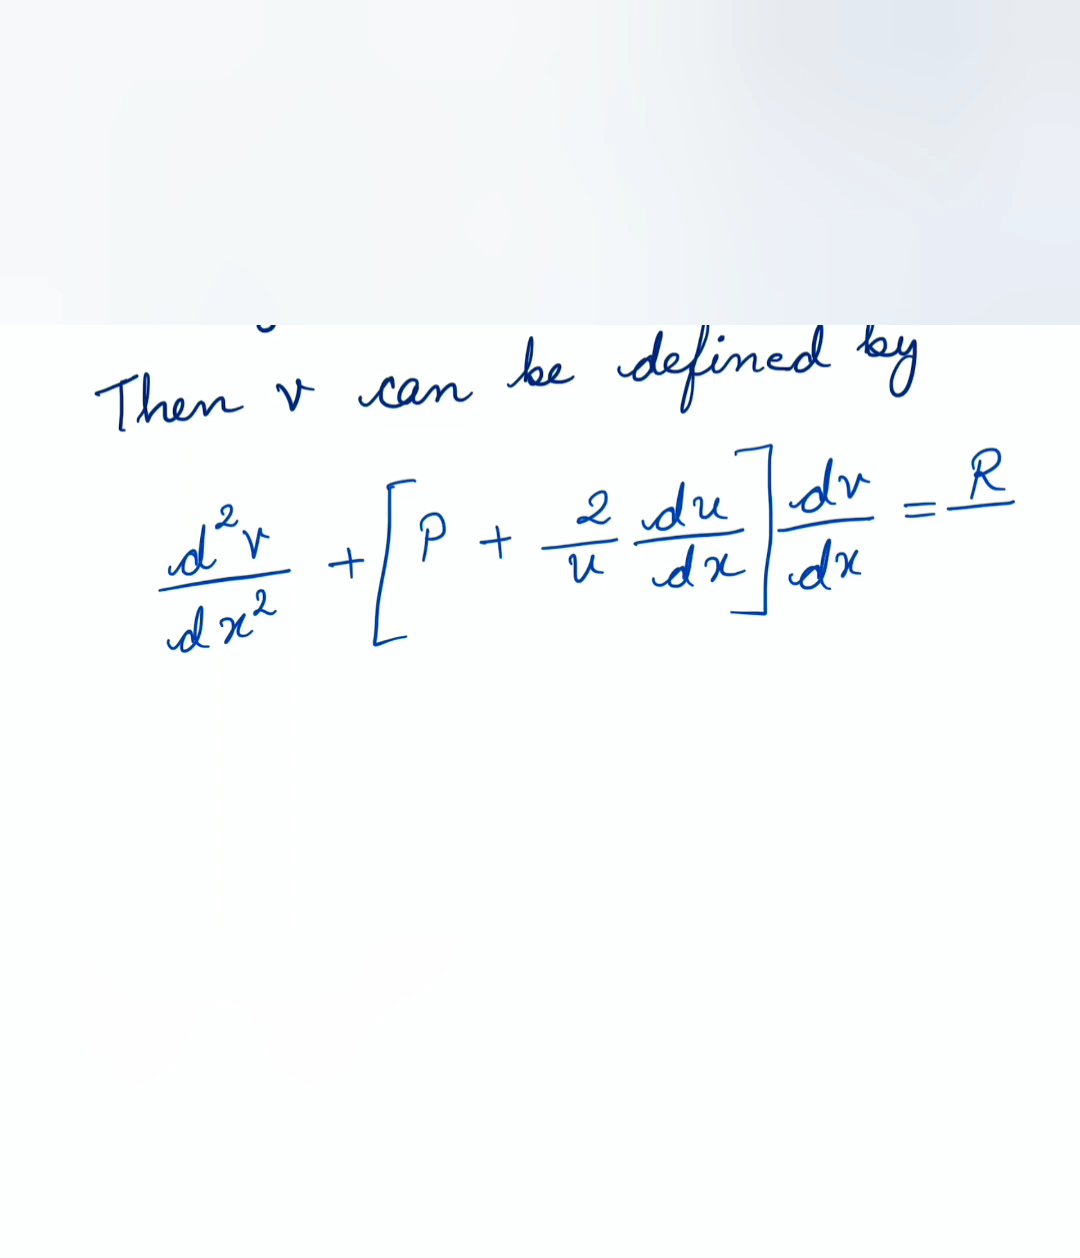 Then v can be defined by
d²v/dx² + [P + 2/u du/dx] dv/dx = R/